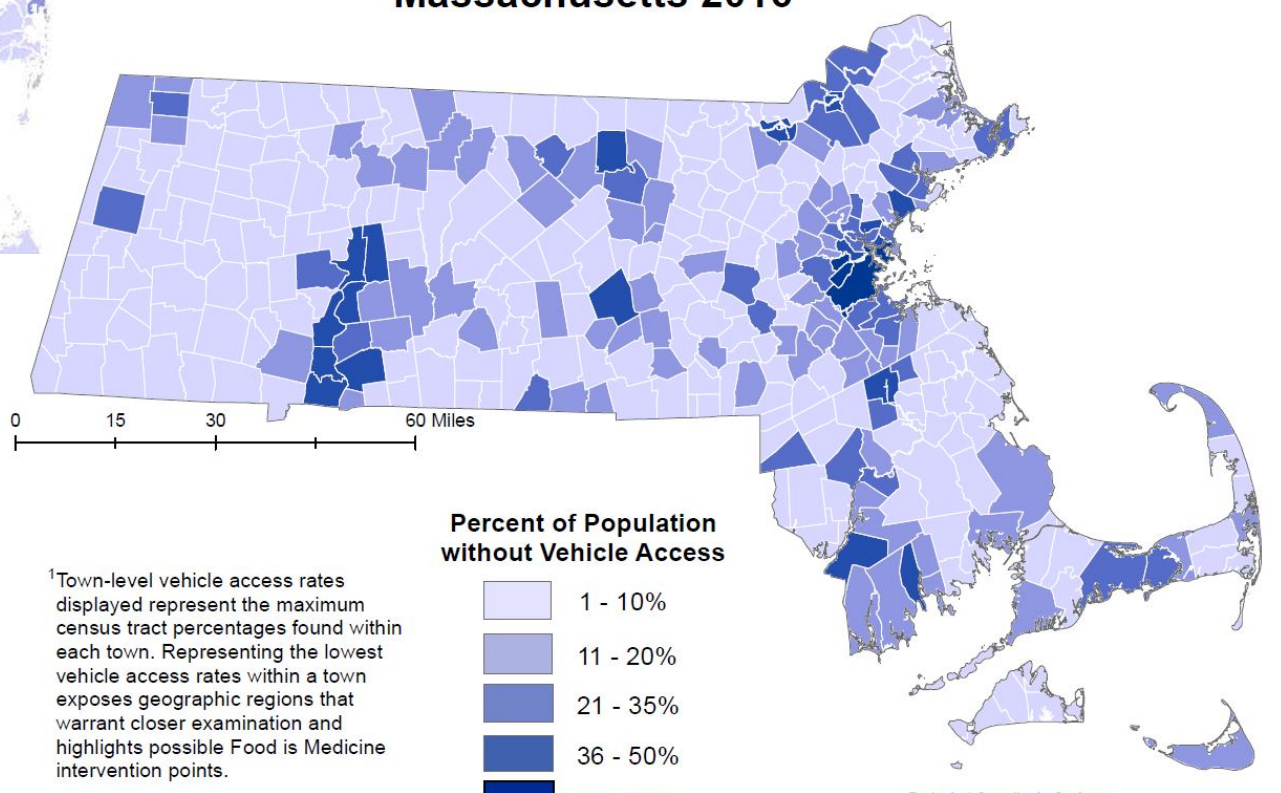 Massachusetts 2016
0 15 30 60 Miles
Percent of Population
without Vehicle Access
1 - 10%
11 - 20%
21 - 35%
36 - 50%
1Town-level vehicle access rates
displayed represent the maximum
census tract percentages found within
each town. Representing the lowest
vehicle access rates within a town
exposes geographic regions that
warrant closer examination and
highlights possible Food is Medicine
intervention points.